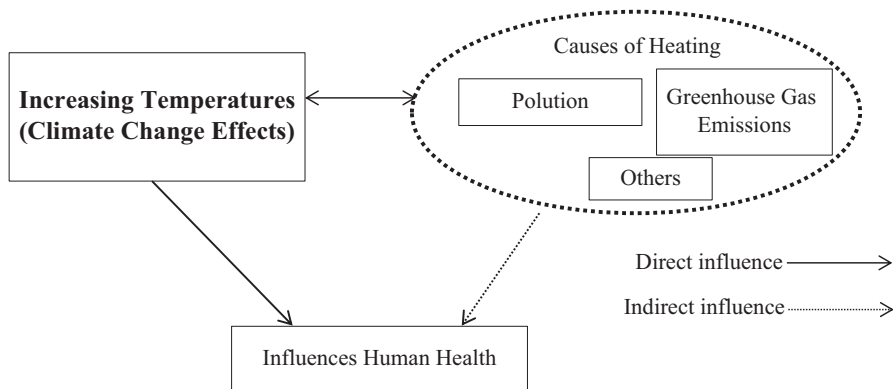 Causes of Heating
Increasing Temperatures
(Climate Change Effects)
Polution
Greenhouse Gas
Emissions
Others
Direct influence
Indirect influence
Influences Human Health